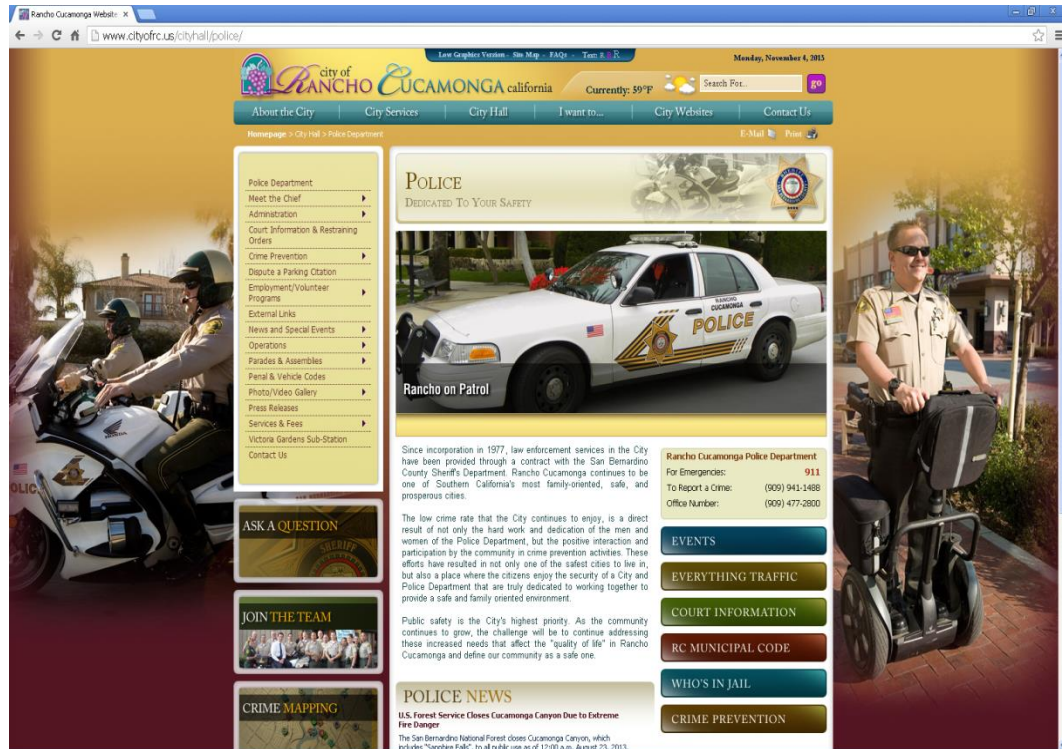 Rancho Cucamonga Website
www.cityofrc.us/cityhall/police/
Low Graphics Version - Site Map - FAQs - Text: R R R
Monday, November 4, 2013
city of
RANCHO CUCAMONGA california
Currently: 59°F
Search For...
go
About the City
City Services
City Hall
I want to...
City Websites
Contact Us
Homepage > City Hall > Police Department
E-Mail
Print
Police Department
Meet the Chief
Administration
Court Information & Restraining
Orders
Crime Prevention
Dispute a Parking Citation
Employment/Volunteer
Programs
External Links
News and Special Events
Operations
Parades & Assemblies
Penal & Vehicle Codes
Photo/Video Gallery
Press Releases
Services & Fees
Victoria Gardens Sub-Station
Contact Us
ASK A QUESTION
SHERIFF
JOIN THE TEAM
CRIME MAPPING
POLICE
DEDICATED TO YOUR SAFETY
RANCHO
CUCAMONGA
POLICE
Rancho on Patrol
Since incorporation in 1977, law enforcement services in the City
have been provided through a contract with the San Bernardino
County Sheriff's Department. Rancho Cucamonga continues to be
one of Southern California's most family-oriented, safe, and
prosperous cities.
The low crime rate that the City continues to enjoy, is a direct
result of not only the hard work and dedication of the men and
women of the Police Department, but the positive interaction and
participation by the community in crime prevention activities. These
efforts have resulted in not only one of the safest cities to live in,
but also a place where the citizens enjoy the security of a City and
Police Department that are truly dedicated to working together to
provide a safe and family oriented environment.
Public safety is the City's highest priority. As the community
continues to grow, the challenge will be to continue addressing
these increased needs that affect the "quality of life" in Rancho
Cucamonga and define our community as a safe one.
POLICE NEWS
U.S. Forest Service Closes Cucamonga Canyon Due to Extreme
Fire Danger
The San Bernardino National Forest closes Cucamonga Canyon, which
includes "Sapphire Falls", to all public use as of 12:00 a.m. August 23, 2013.
Rancho Cucamonga Police Department
For Emergencies: 911
To Report a Crime: (909) 941-1488
Office Number: (909) 477-2800
EVENTS
EVERYTHING TRAFFIC
COURT INFORMATION
RC MUNICIPAL CODE
WHO'S IN JAIL
CRIME PREVENTION
HONDA
OLIC